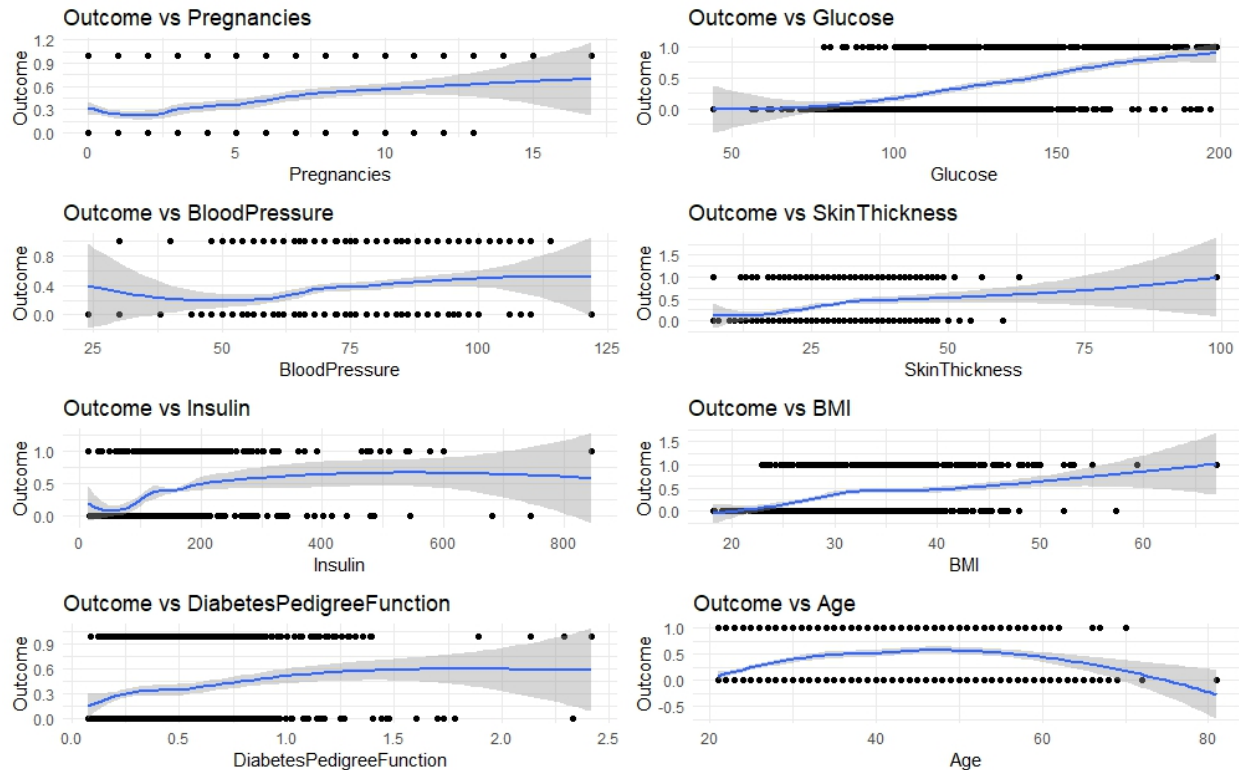 Outcome vs Pregnancies
Outcome
1.2
0.9
0.6
0.3
0.0
0 5 10 15
Pregnancies
Outcome vs Glucose
Outcome
1.0
0.5
0.0
50 100 150 200
Glucose
Outcome vs BloodPressure
Outcome
0.8
0.4
0.0
25 50 75 100 125
BloodPressure
Outcome vs SkinThickness
Outcome
1.5
1.0
0.5
0.0
25 50 75 100
SkinThickness
Outcome vs Insulin
Outcome
1.0
0.5
0.0
0 200 400 600 800
Insulin
Outcome vs BMI
Outcome
1.5
1.0
0.5
0.0
20 30 40 50 60
BMI
Outcome vs DiabetesPedigreeFunction
Outcome
0.9
0.6
0.3
0.0
0.0 0.5 1.0 1.5 2.0 2.5
DiabetesPedigreeFunction
Outcome vs Age
Outcome
1.0
0.5
0.0
-0.5
20 40 60 80
Age